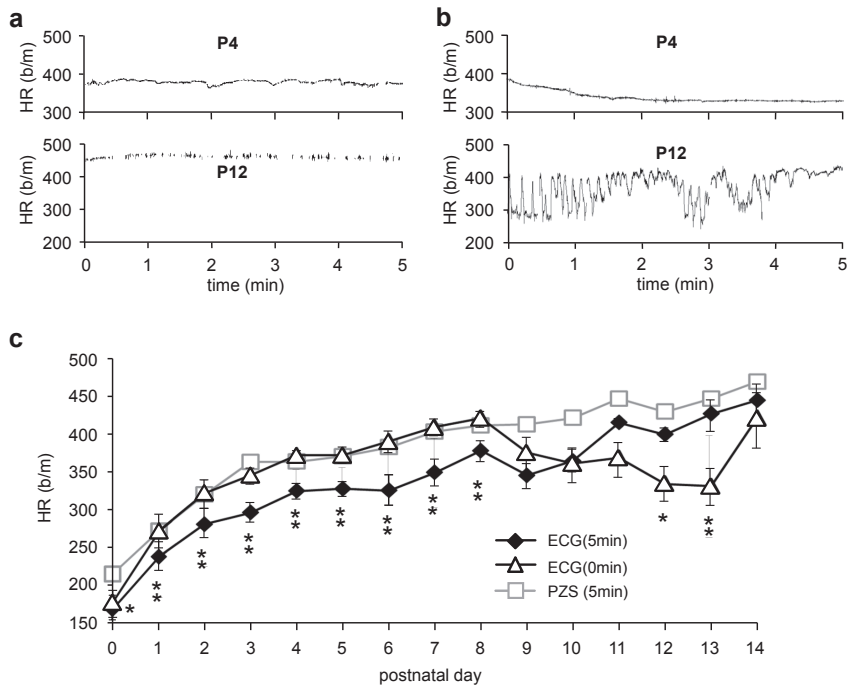 a
P4
HR (b/m)
500
400
300
P12
HR (b/m)
500
400
300
200
0 1 2 3 4 5
time (min)
b
P4
HR (b/m)
500
400
300
P12
HR (b/m)
500
400
300
200
0 1 2 3 4 5
time (min)
c
HR (b/m)
500
450
400
350
300
250
200
150
* ** ** ** ** ** ** ** ** * **
ECG(5min)
ECG(0min)
PZS (5min)
0 1 2 3 4 5 6 7 8 9 10 11 12 13 14
postnatal day